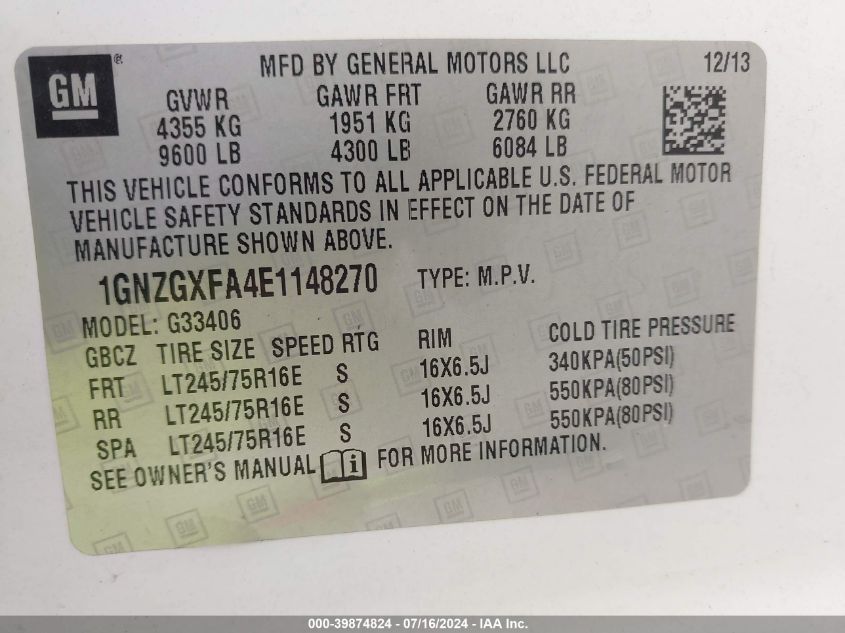 GM ® MFD BY GENERAL MOTORS LLC 12/13
GVWR GAWR FRT GAWR RR
4355 KG 1951 KG 2760 KG
9600 LB 4300 LB 6084 LB
THIS VEHICLE CONFORMS TO ALL APPLICABLE U.S. FEDERAL MOTOR
VEHICLE SAFETY STANDARDS IN EFFECT ON THE DATE OF
MANUFACTURE SHOWN ABOVE.
1GNZGXFA4E1148270 TYPE: M.P.V.
MODEL: G33406
GBCZ TIRE SIZE SPEED RTG RIM COLD TIRE PRESSURE
FRT LT245/75R16E S 16X6.5J 340KPA(50PSI)
RR LT245/75R16E S 16X6.5J 550KPA(80PSI)
SPA LT245/75R16E S 16X6.5J 550KPA(80PSI)
SEE OWNER'S MANUAL i FOR MORE INFORMATION.
000-39874824 - 07/16/2024 - IAA Inc.